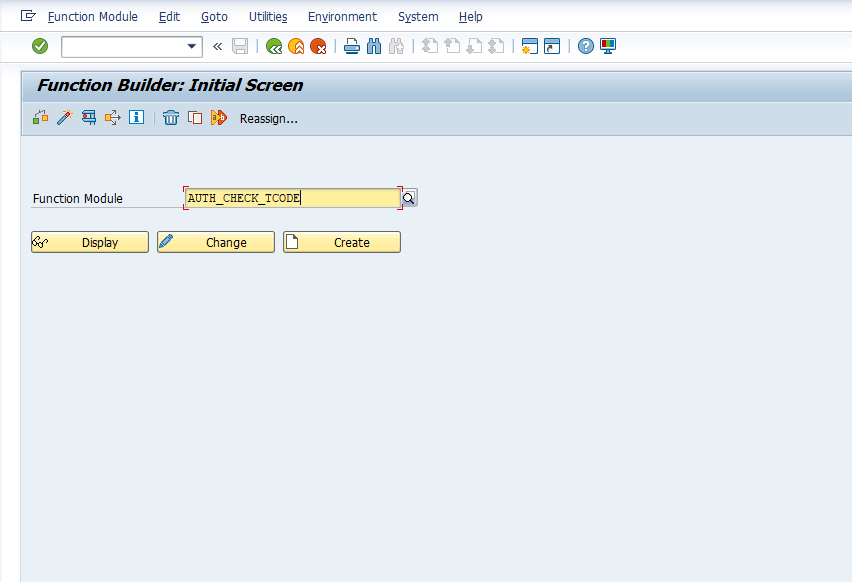 Function Module Edit Goto Utilities Environment System Help
Function Builder: Initial Screen
Reassign...
Function Module AUTH_CHECK_TCODE
Display Change Create